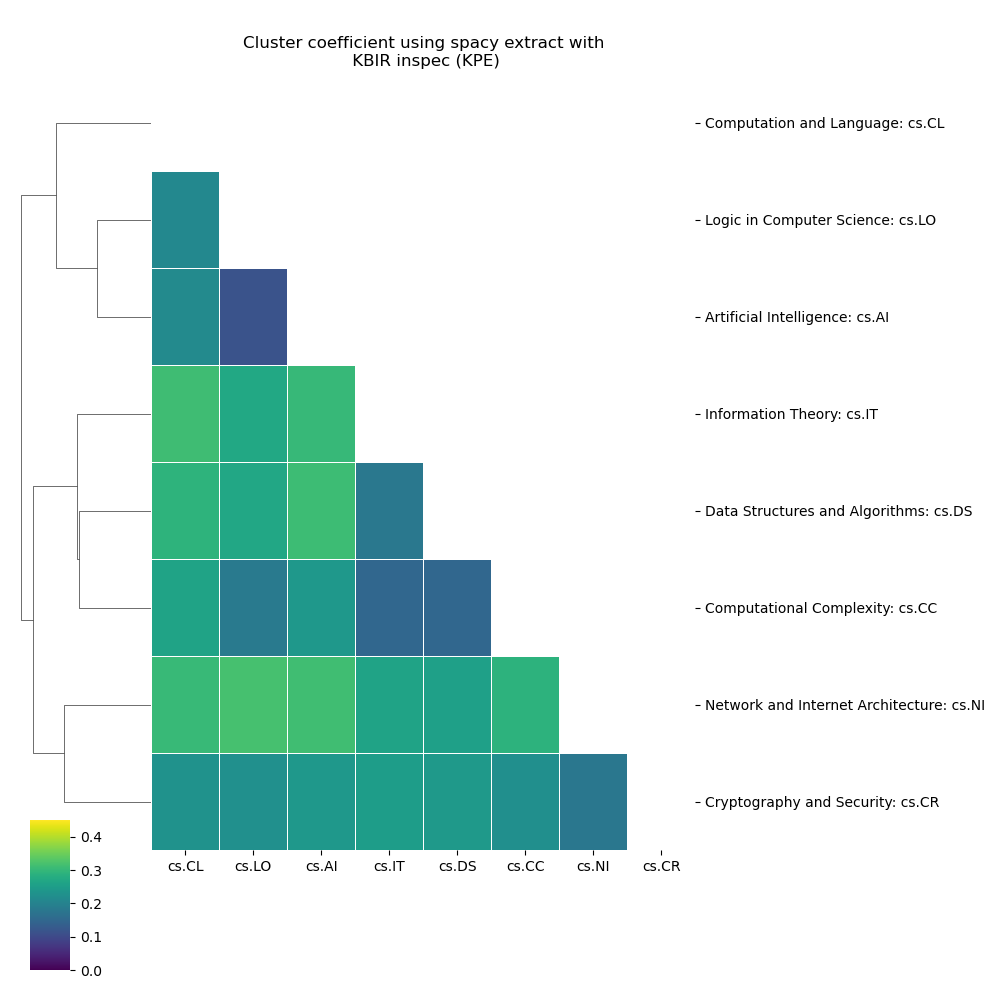 Cluster coefficient using spacy extract with
KBIR inspec (KPE)
Computation and Language: cs.CL
Logic in Computer Science: cs.LO
Artificial Intelligence: cs.AI
Information Theory: cs.IT
Data Structures and Algorithms: cs.DS
Computational Complexity: cs.CC
Network and Internet Architecture: cs.NI
Cryptography and Security: cs.CR
cs.CL cs.LO cs.AI cs.IT cs.DS cs.CC cs.NI cs.CR
0.4
0.3
0.2
0.1
0.0